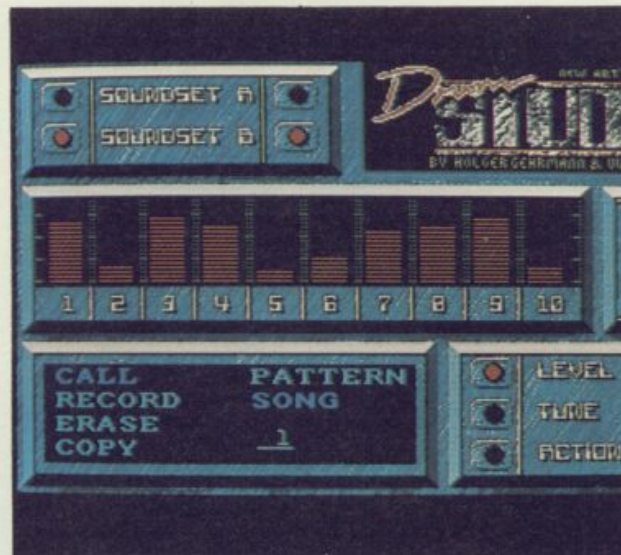 SOUNDSET A
SOUNDSET B
Drum
BY HOLGER GEHRMANN &
1 2 3 4 5 6 7 8 9 10
CALL PATTERN
RECORD SONG
ERASE
COPY 1
LEVEL
TUNE
ACTION